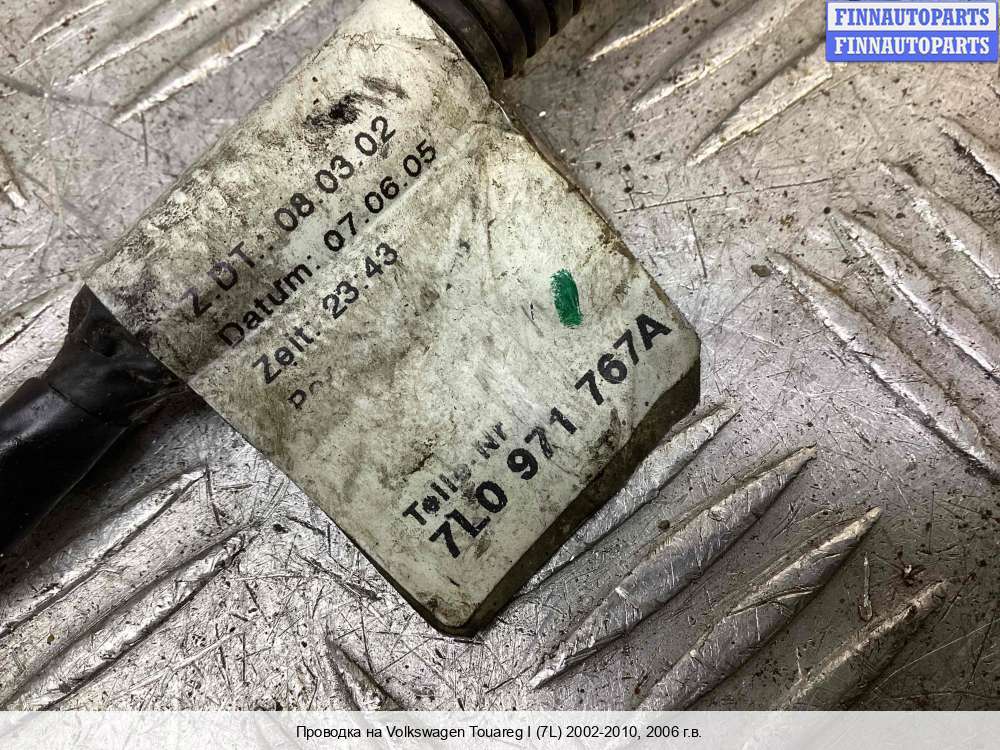 FINNAUTOPARTS
FINNAUTOPARTS
Z.DT.: 08.03.02
Datum: 07.06.05
Zeit: 23:43
Teile-Nr
7L0 971 767A
Проводка на Volkswagen Touareg I (7L) 2002-2010, 2006 г.в.